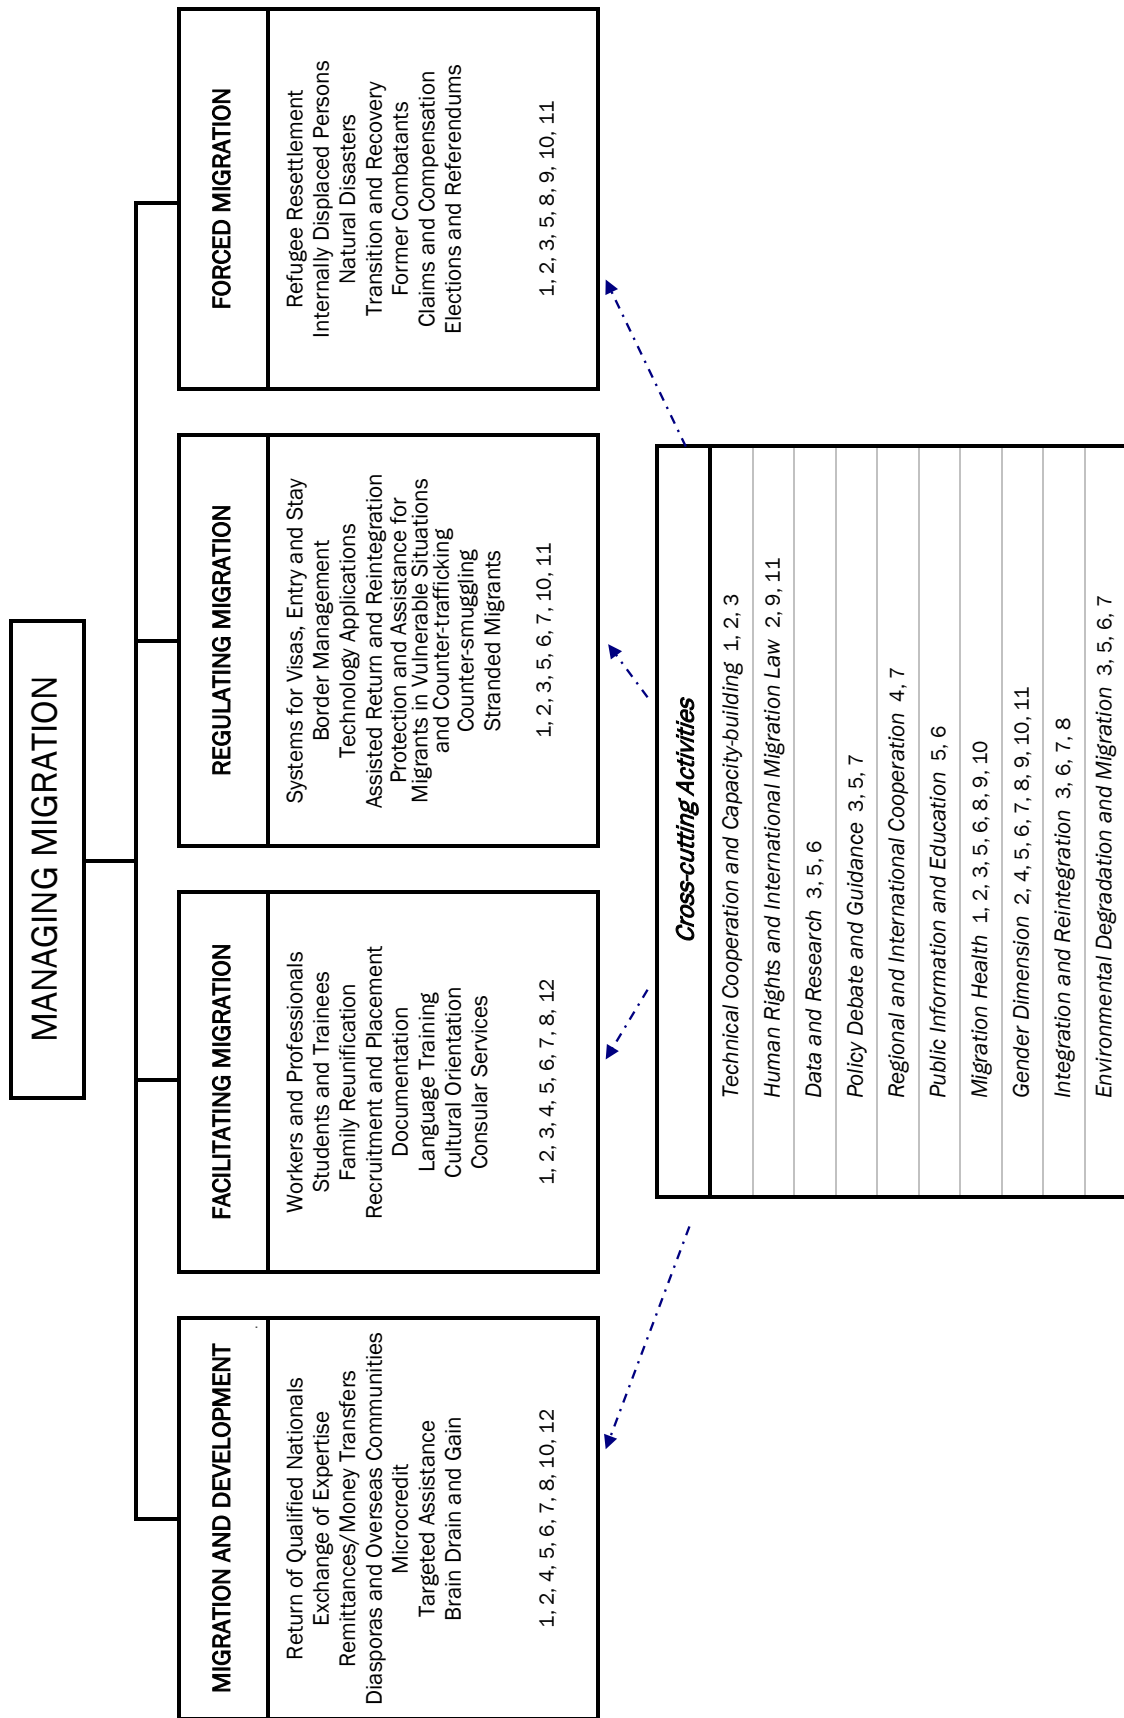 MANAGING MIGRATION
MIGRATION AND DEVELOPMENT
Return of Qualified Nationals
Exchange of Expertise
Remittances/Money Transfers
Diasporas and Overseas Communities
Microcredit
Targeted Assistance
Brain Drain and Gain
1, 2, 4, 5, 6, 7, 8, 10, 12
FACILITATING MIGRATION
Workers and Professionals
Students and Trainees
Family Reunification
Recruitment and Placement
Documentation
Language Training
Cultural Orientation
Consular Services
1, 2, 3, 4, 5, 6, 7, 8, 12
REGULATING MIGRATION
Systems for Visas, Entry and Stay
Border Management
Technology Applications
Assisted Return and Reintegration
Protection and Assistance for
Migrants in Vulnerable Situations
and Counter-trafficking
Counter-smuggling
Stranded Migrants
1, 2, 3, 5, 6, 7, 10, 11
FORCED MIGRATION
Refugee Resettlement
Internally Displaced Persons
Natural Disasters
Transition and Recovery
Former Combatants
Claims and Compensation
Elections and Referendums
1, 2, 3, 5, 8, 9, 10, 11
Cross-cutting Activities
Technical Cooperation and Capacity-building 1, 2, 3
Human Rights and International Migration Law 2, 9, 11
Data and Research 3, 5, 6
Policy Debate and Guidance 3, 5, 7
Regional and International Cooperation 4, 7
Public Information and Education 5, 6
Migration Health 1, 2, 3, 5, 6, 8, 9, 10
Gender Dimension 2, 4, 5, 6, 7, 8, 9, 10, 11
Integration and Reintegration 3, 6, 7, 8
Environmental Degradation and Migration 3, 5, 6, 7